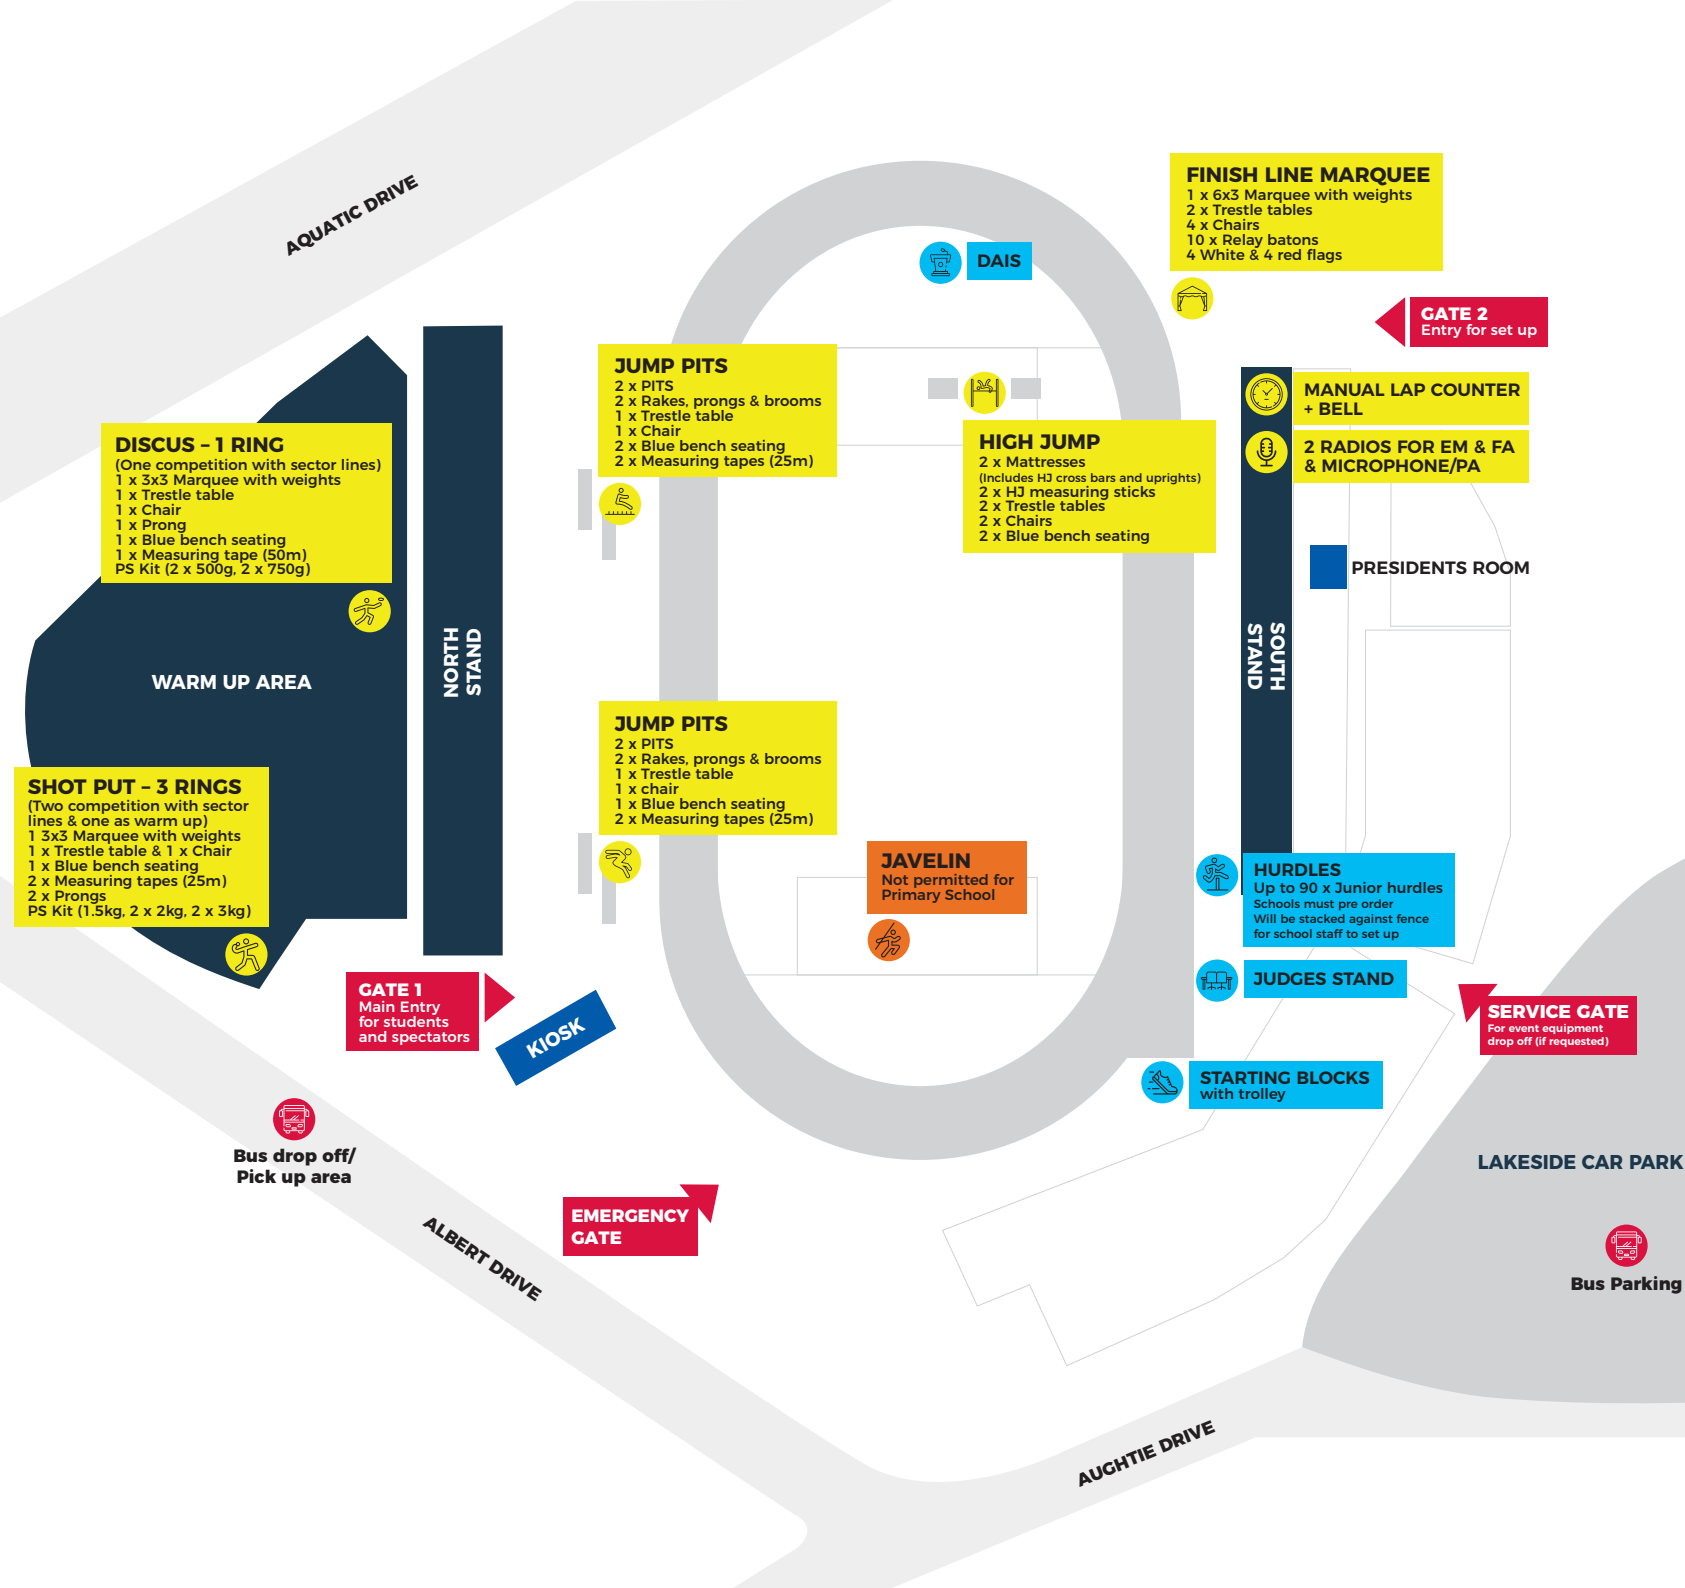 AQUATIC DRIVE
FINISH LINE MARQUEE
1 x 6x3 Marquee with weights
2 x Trestle tables
4 x Chairs
10 x Relay batons
4 White & 4 red flags
DAIS
GATE 2
Entry for set up
JUMP PITS
2 x PITS
2 x Rakes, prongs & brooms
1 x Trestle table
1 x Chair
2 x Blue bench seating
2 x Measuring tapes (25m)
MANUAL LAP COUNTER
+ BELL
2 RADIOS FOR EM & FA
& MICROPHONE/PA
HIGH JUMP
2 x Mattresses
(Includes HJ cross bars and uprights)
2 x HJ measuring sticks
2 x Trestle tables
2 x Chairs
2 x Blue bench seating
DISCUS – 1 RING
(One competition with sector lines)
1 x 3x3 Marquee with weights
1 x Trestle table
1 x Chair
1 x Prong
1 x Blue bench seating
1 x Measuring tape (50m)
PS Kit (2 x 500g, 2 x 750g)
PRESIDENTS ROOM
WARM UP AREA
NORTH
STAND
SOUTH
STAND
JUMP PITS
2 x PITS
2 x Rakes, prongs & brooms
1 x Trestle table
1 x chair
1 x Blue bench seating
2 x Measuring tapes (25m)
SHOT PUT – 3 RINGS
(Two competition with sector
lines & one as warm up)
1 3x3 Marquee with weights
1 x Trestle table & 1 x Chair
1 x Blue bench seating
2 x Measuring tapes (25m)
2 x Prongs
PS Kit (1.5kg, 2 x 2kg, 2 x 3kg)
JAVELIN
Not permitted for
Primary School
HURDLES
Up to 90 x Junior hurdles
Schools must pre order
Will be stacked against fence
for school staff to set up
JUDGES STAND
GATE 1
Main Entry
for students
and spectators
KIOSK
SERVICE GATE
For event equipment
drop off (if requested)
STARTING BLOCKS
with trolley
Bus drop off/
Pick up area
LAKESIDE CAR PARK
EMERGENCY
GATE
ALBERT DRIVE
Bus Parking
AUGHTIE DRIVE